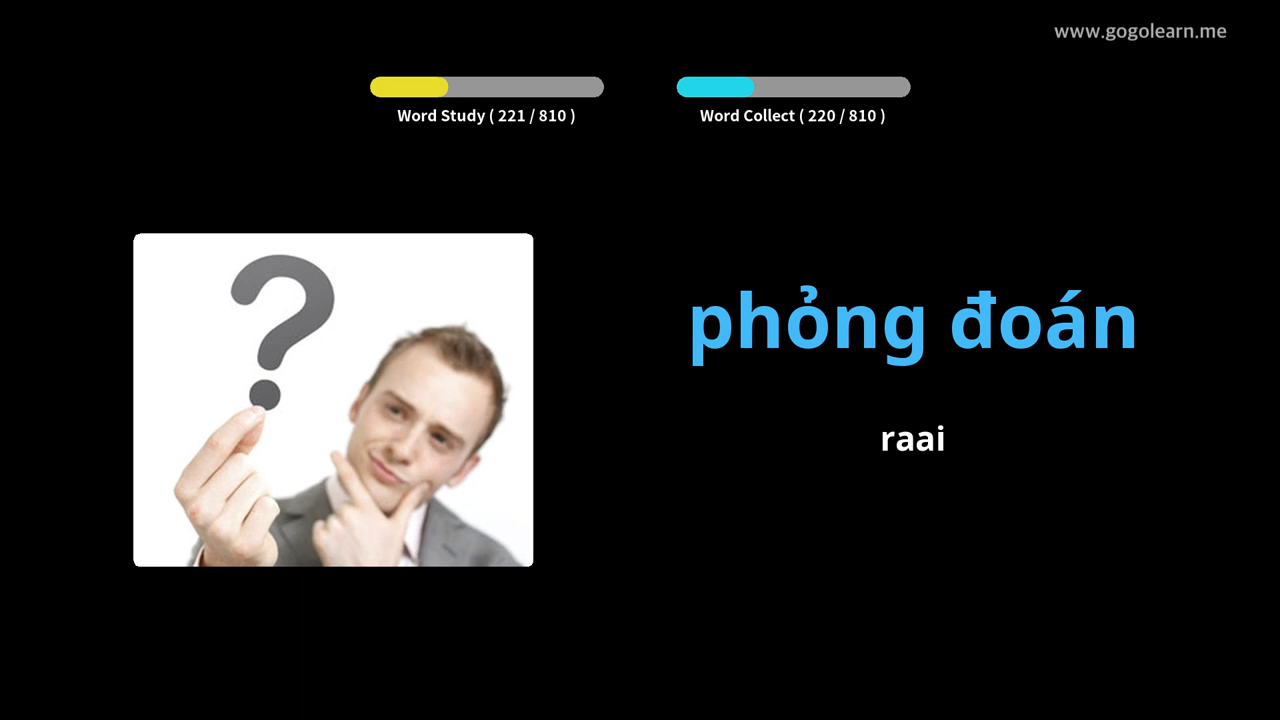 www.gogolearn.me
Word Study ( 221 / 810 )
Word Collect ( 220 / 810 )
phỏng đoán
raai